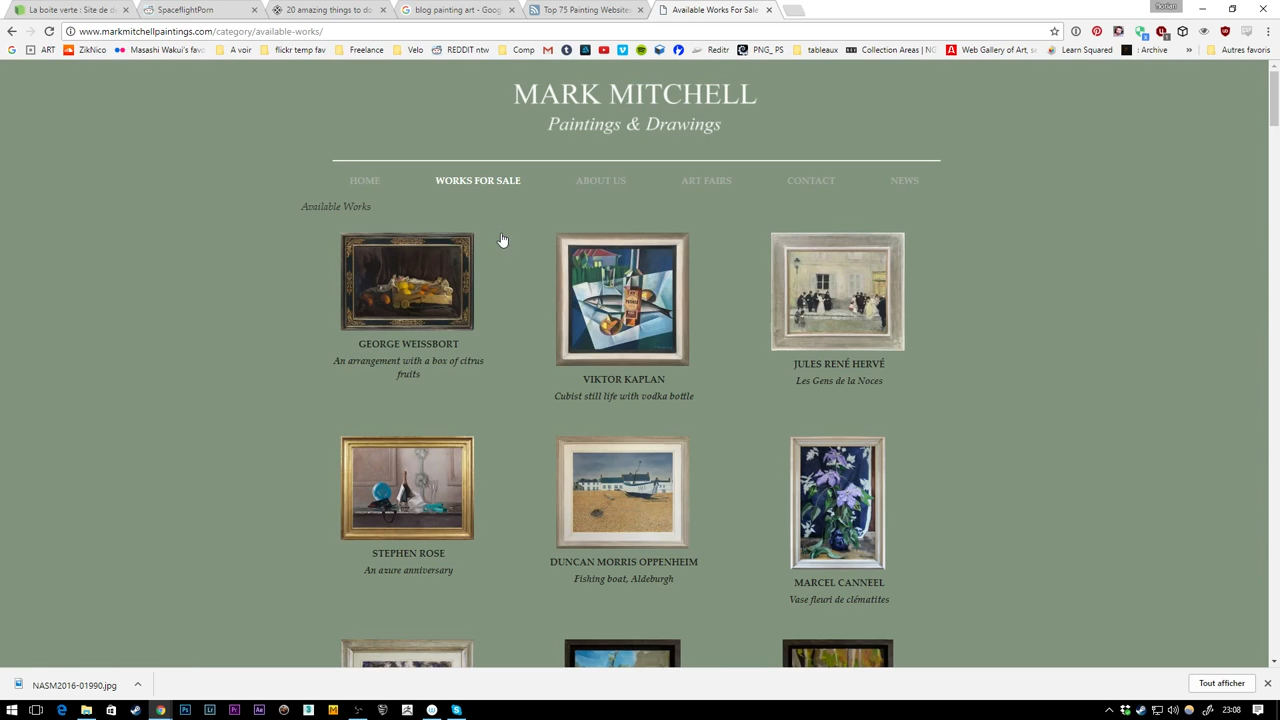 La boite verte : Site de d
SpaceflightPorn
20 amazing things to do
blog painting art - Goog
Top 75 Painting Websites
Available Works For Sale
florian
www.markmitchellpaintings.com/category/available-works/
ART
ZikNico
Masashi Wakui's favo
A voir
flickr temp fav
Freelance
Velo
REDDIT ntw
Comp
Reditr
PNG_PS
tableaux
Collection Areas | NG
Web Gallery of Art, se
Learn Squared
: Archive
»
Autres favoris
MARK MITCHELL
Paintings & Drawings
HOME
WORKS FOR SALE
ABOUT US
ART FAIRS
CONTACT
NEWS
Available Works
GEORGE WEISSBORT
An arrangement with a box of citrus
fruits
VIKTOR KAPLAN
Cubist still life with vodka bottle
JULES RENÉ HERVÉ
Les Gens de la Noces
STEPHEN ROSE
An azure anniversary
DUNCAN MORRIS OPPENHEIM
Fishing boat, Aldeburgh
MARCEL CANNEEL
Vase fleuri de clématites
NASM2016-01990.jpg
Tout afficher
23:08